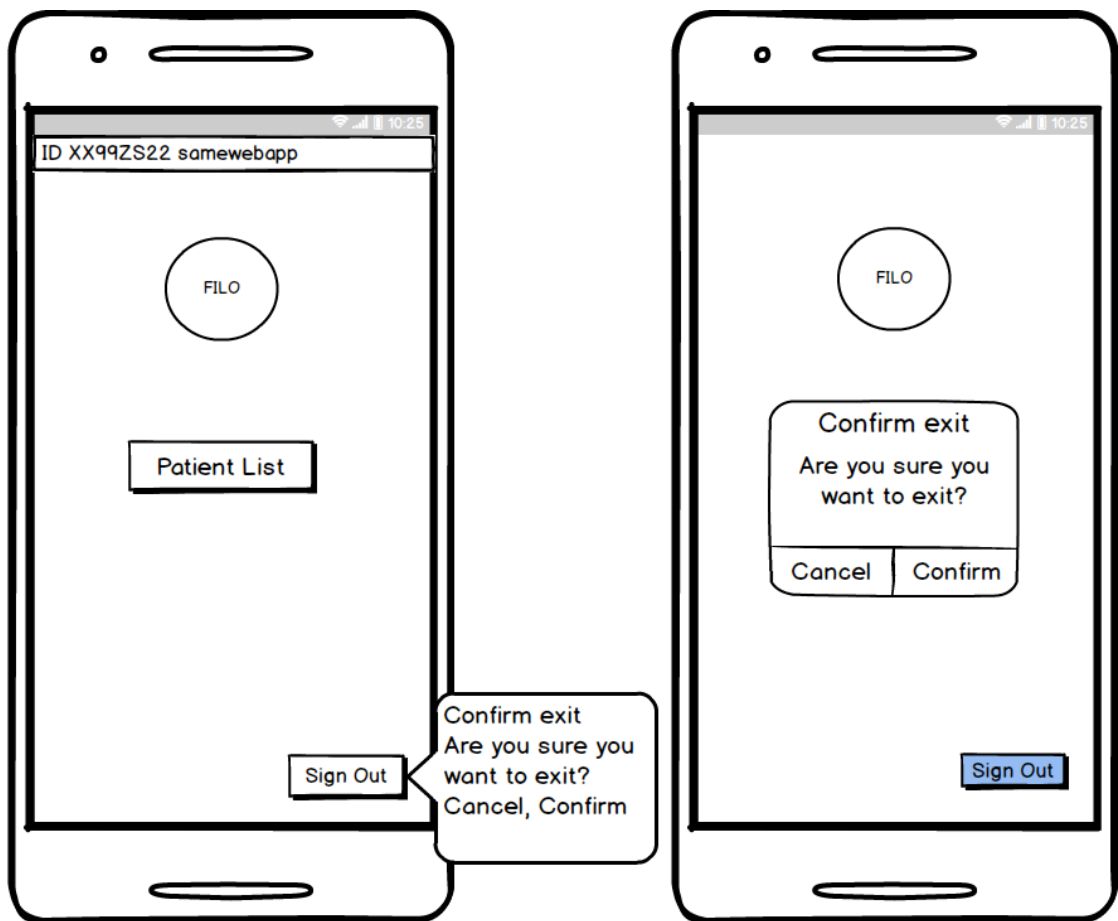 10:25
ID XX99ZS22 samewebapp
FILO
Patient List
Sign Out
Confirm exit
Are you sure you
want to exit?
Cancel, Confirm
10:25
FILO
Confirm exit
Are you sure you
want to exit?
Cancel Confirm
Sign Out